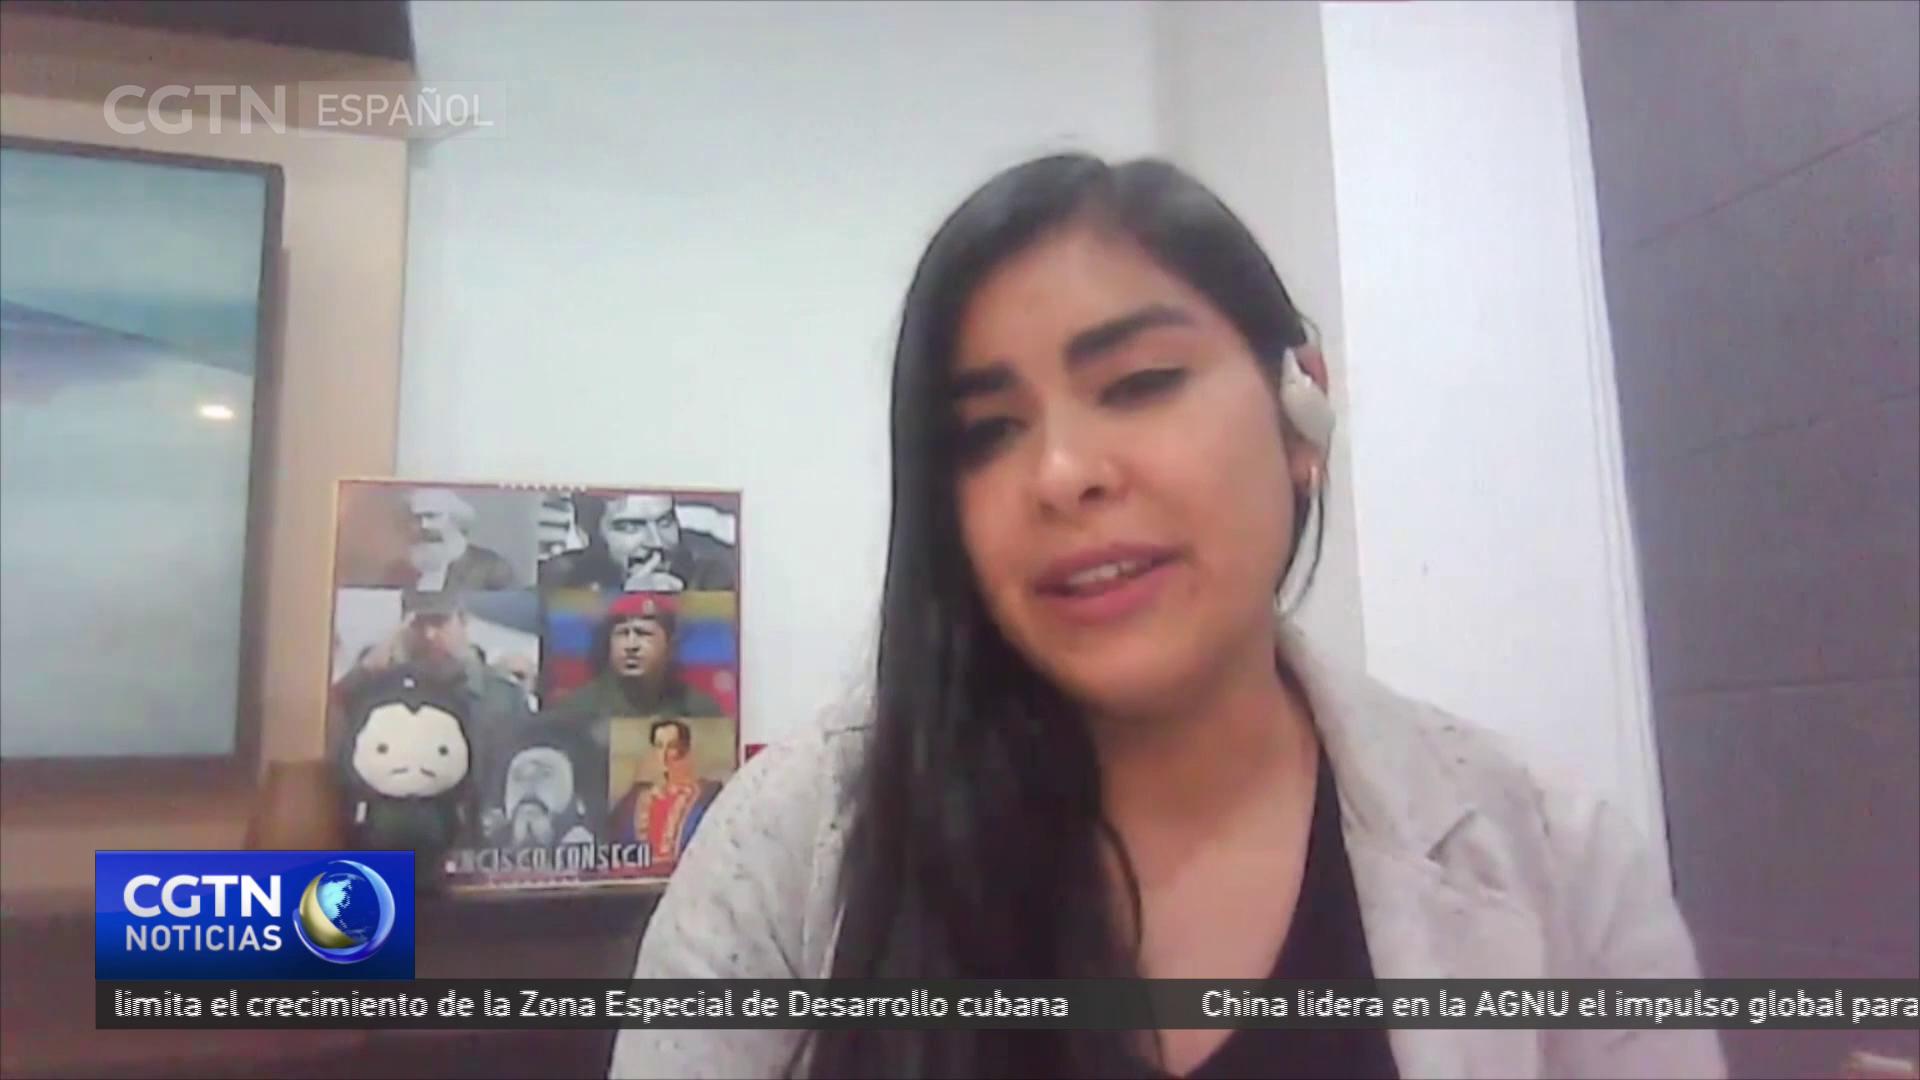 CGTN ESPAÑOL
CGTN
NOTICIAS
limita el crecimiento de la Zona Especial de Desarrollo cubana
China lidera en la AGNU el impulso global para